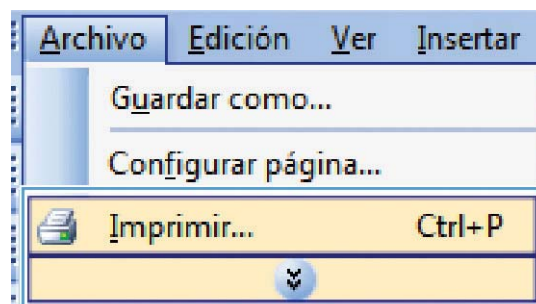 Archivo Edición Ver Insertar
Guardar como...
Configurar página...
Imprimir... Ctrl+P